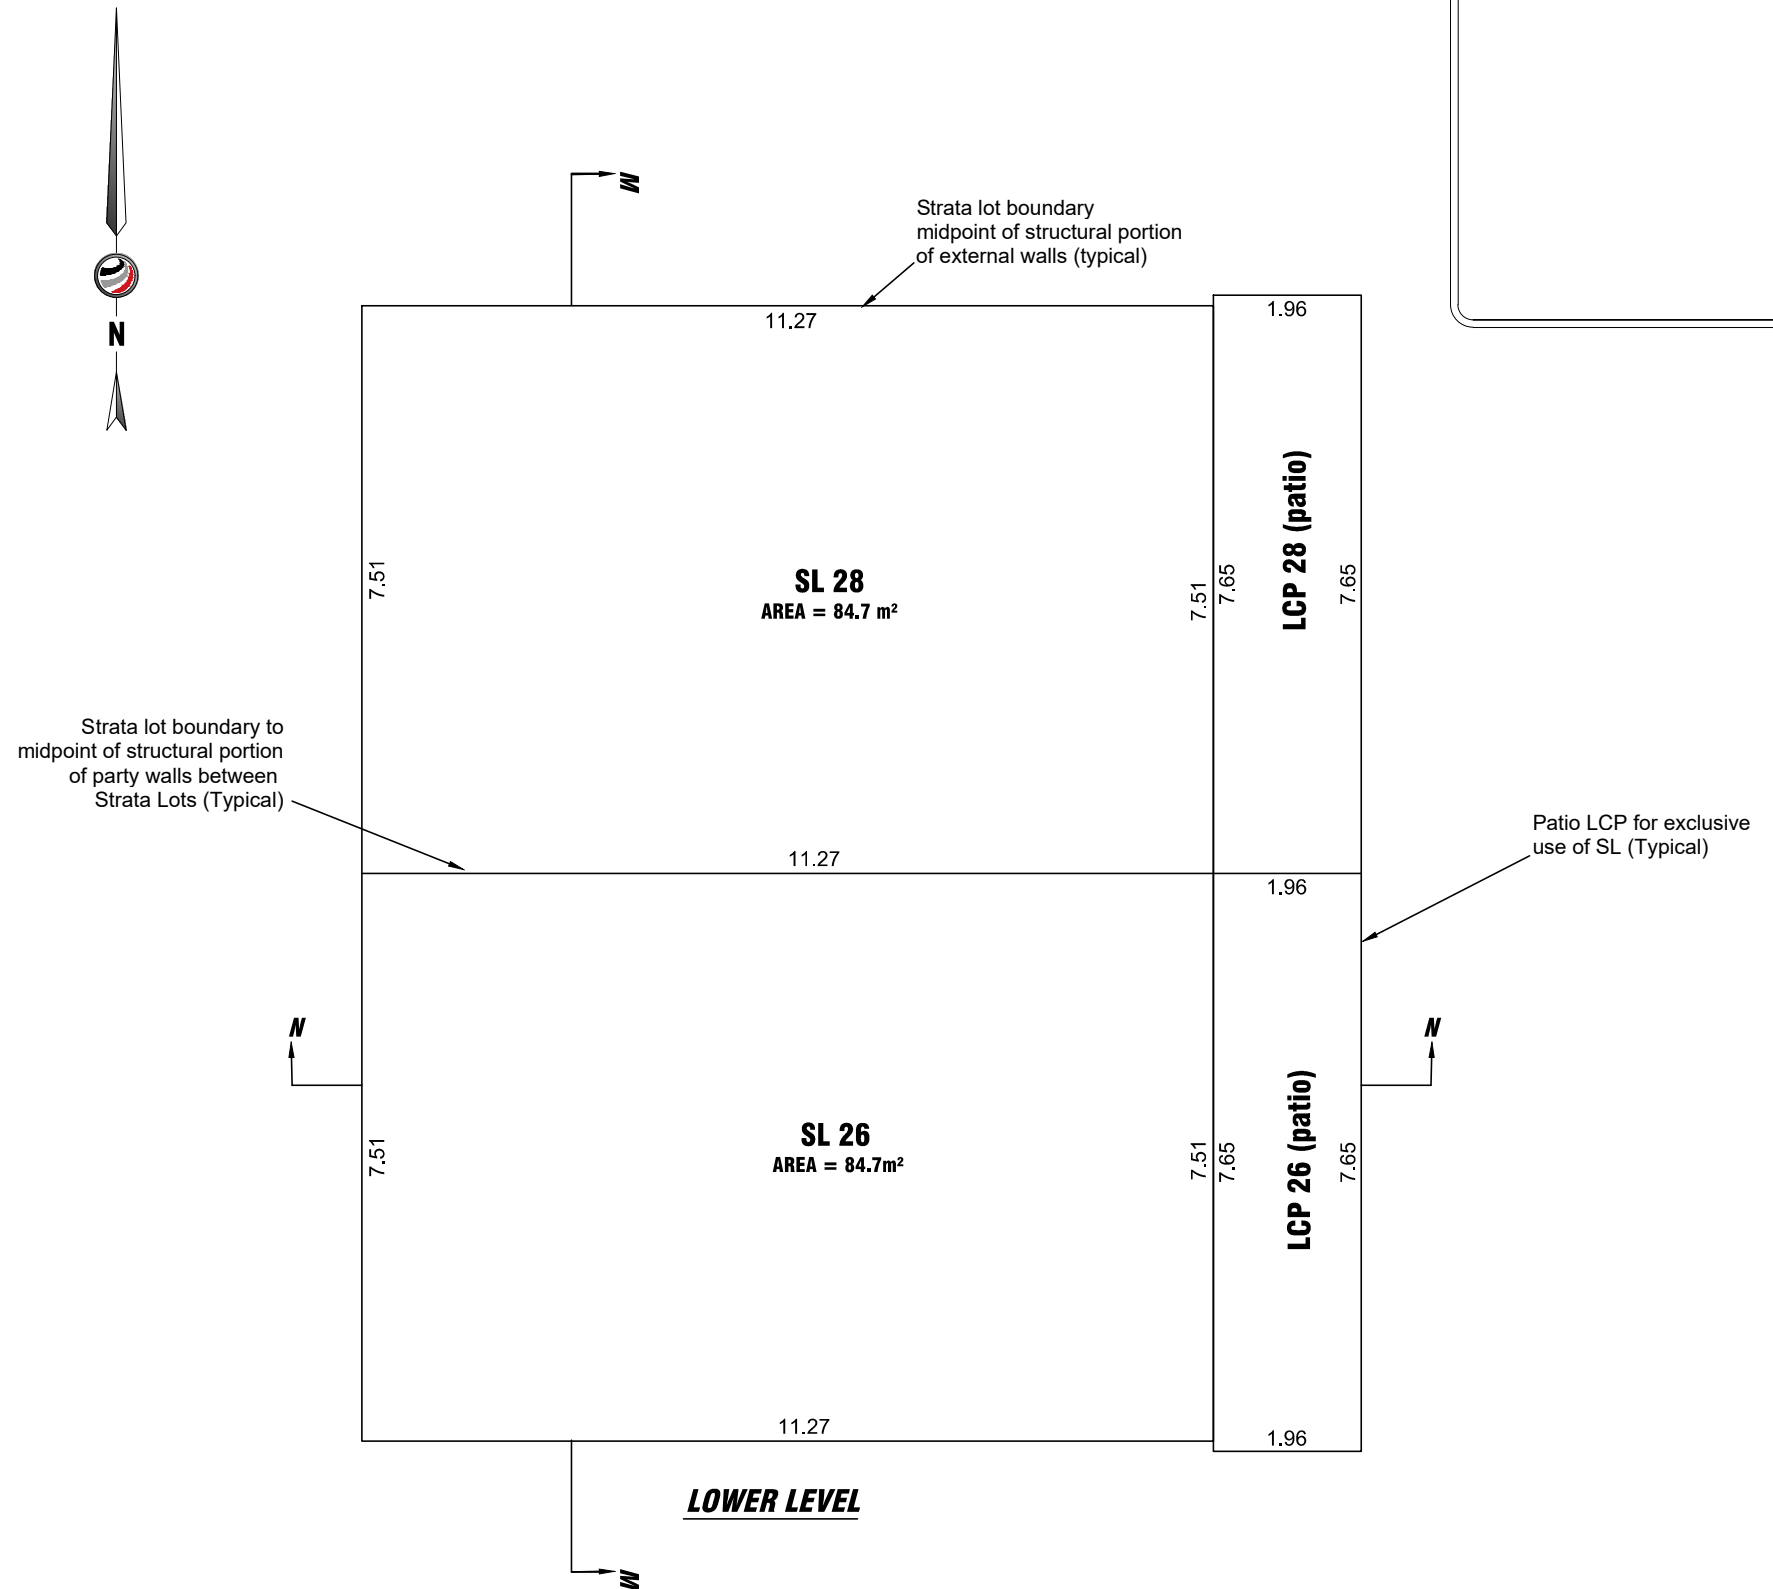 M
Strata lot boundary
midpoint of structural portion
of external walls (typical)
N
11.27
1.96
7.51
SL 28
AREA = 84.7 m²
7.51
7.65
LCP 28 (patio)
7.65
Strata lot boundary to
midpoint of structural portion
of party walls between
Strata Lots (Typical)
Patio LCP for exclusive
use of SL (Typical)
11.27
1.96
N
N
7.51
SL 26
AREA = 84.7m²
7.51
7.65
LCP 26 (patio)
7.65
11.27
1.96
LOWER LEVEL
M